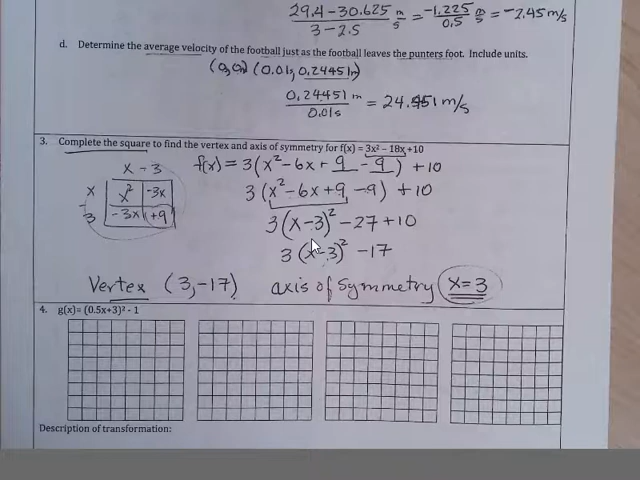 29.4-30.625 m/s = -1.225/0.5 m/s = -2.45 m/s
3-2.5
d. Determine the average velocity of the football just as the football leaves the punters foot. Include units.
(0,0) (0.01, 0.24451)
0.24451 m / 0.01s = 24.451 m/s
3. Complete the square to find the vertex and axis of symmetry for f(x) = 3x² – 18x +10
x - 3
f(x) = 3(x² - 6x + 9 - 9) + 10
x x² -3x
3(x² - 6x + 9 - 9) + 10
-3 -3x +9
3(x-3)² - 27 + 10
3(x-3)² - 17
Vertex (3,-17) axis of Symmetry x=3
4. g(x)= (0.5x+3)² - 1
Description of transformation: